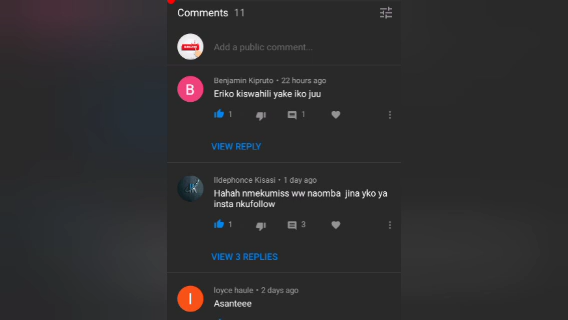 Comments 11
Add a public comment...
B
Benjamin Kipruto • 22 hours ago
Eriko kiswahili yake iko juu
1
1
VIEW REPLY
Ildephonce Kisasi • 1 day ago
Hahah nmekumiss ww naomba jina yko ya
insta nkufollow
1
3
VIEW 3 REPLIES
l
loyce haule • 2 days ago
Asanteee